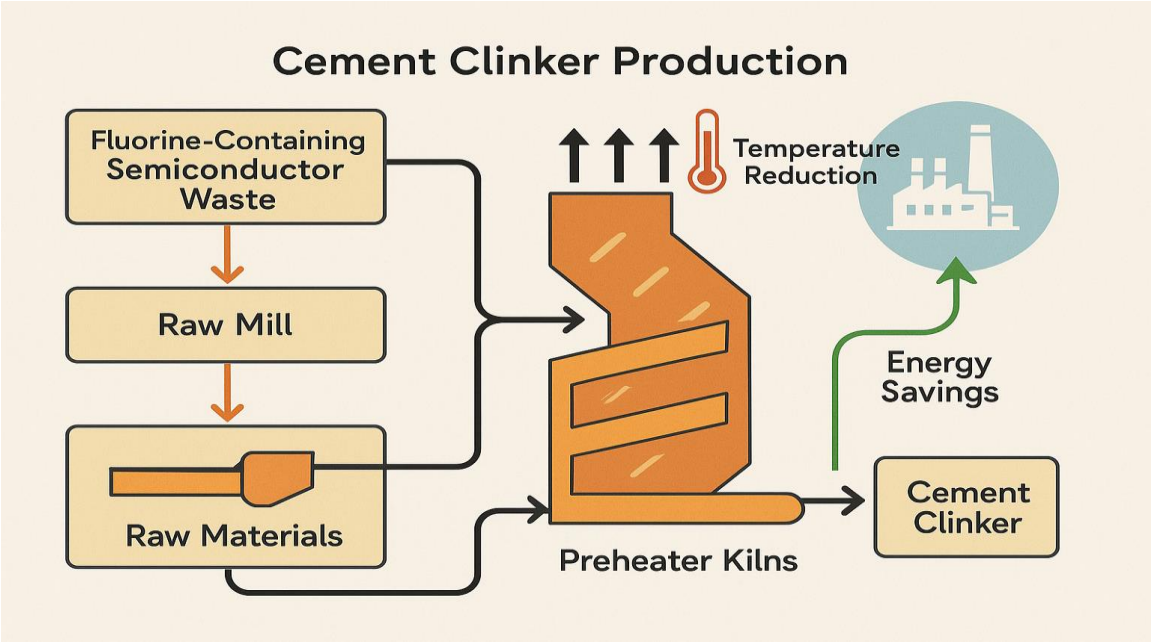 Cement Clinker Production
Fluorine-Containing
Semiconductor
Waste
Raw Mill
Raw Materials
Temperature
Reduction
Preheater Kilns
Energy
Savings
Cement
Clinker